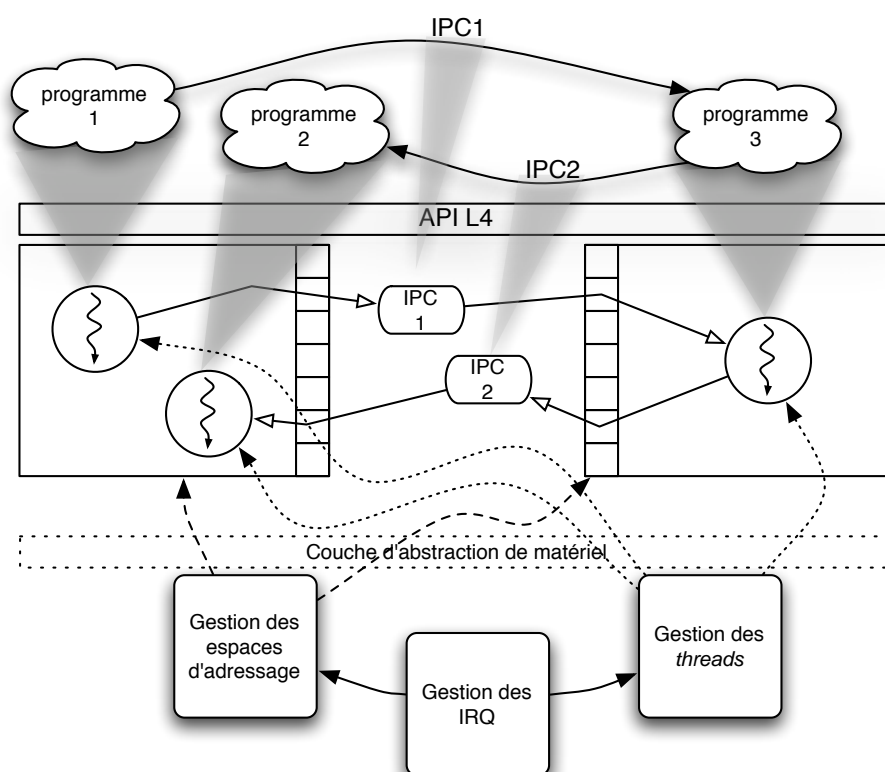 IPC1
programme
1
programme
2
programme
3
IPC2
API L4
IPC
1
IPC
2
Couche d'abstraction de matériel
Gestion des
espaces
d'adressage
Gestion des
threads
Gestion des
IRQ